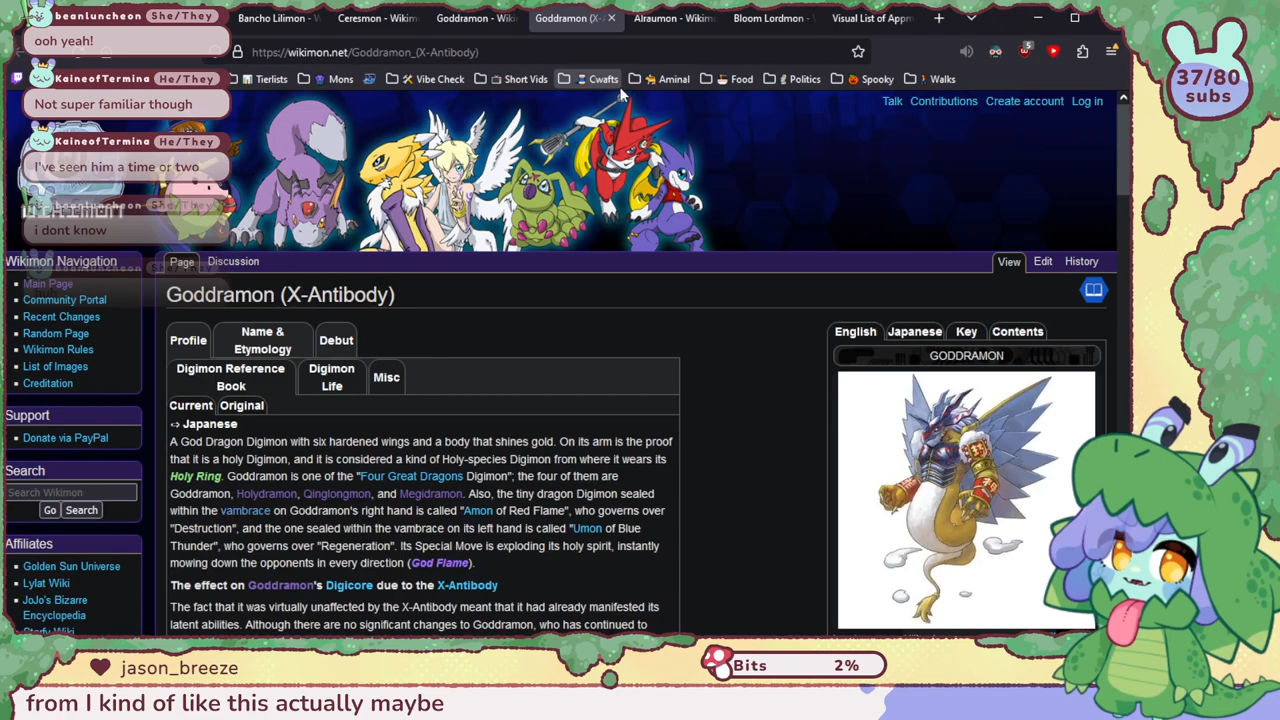 beanluncheon She/They
ooh yeah!
KaineofTermina He/They
Not super familiar though
KaineofTermina He/They
I've seen him a time or two
beanluncheon She/They
i dont know
beanluncheon She/They
Bancho Lilimon - W
Ceresmon - Wikim
Goddramon - Wiki
Goddramon (X-
Alraumon - Wikim
Bloom Lordmon -
Visual List of Appm
https://wikimon.net/Goddramon_(X-Antibody)
5
Tierlists
Mons
Vibe Check
Short Vids
Cwafts
Aminal
Food
Politics
Spooky
Walks
37/80
subs
Talk Contributions Create account Log in
WIKIMON
Wikimon Navigation
Main Page
Community Portal
Recent Changes
Random Page
Wikimon Rules
List of Images
Creditation
Support
Donate via PayPal
Search
Search Wikimon
Go Search
Affiliates
Golden Sun Universe
Lylat Wiki
JoJo's Bizarre
Encyclopedia
Starfy Wiki
Page Discussion
View Edit History
Goddramon (X-Antibody)
Profile
Name &
Etymology
Debut
Digimon Reference
Book
Digimon
Life
Misc
Current Original
⇨ Japanese
A God Dragon Digimon with six hardened wings and a body that shines gold. On its arm is the proof
that it is a holy Digimon, and it is considered a kind of Holy-species Digimon from where it wears its
Holy Ring. Goddramon is one of the "Four Great Dragons Digimon"; the four of them are
Goddramon, Holydramon, Qinglongmon, and Megidramon. Also, the tiny dragon Digimon sealed
within the vambrace on Goddramon's right hand is called "Amon of Red Flame", who governs over
"Destruction", and the one sealed within the vambrace on its left hand is called "Umon of Blue
Thunder", who governs over "Regeneration". Its Special Move is exploding its holy spirit, instantly
mowing down the opponents in every direction (God Flame).
The effect on Goddramon's Digicore due to the X-Antibody
The fact that it was virtually unaffected by the X-Antibody meant that it had already manifested its
latent abilities. Although there are no significant changes to Goddramon, who has continued to
English Japanese Key Contents
GODDRAMON
jason_breeze
Bits 2%
from I kind of like this actually maybe